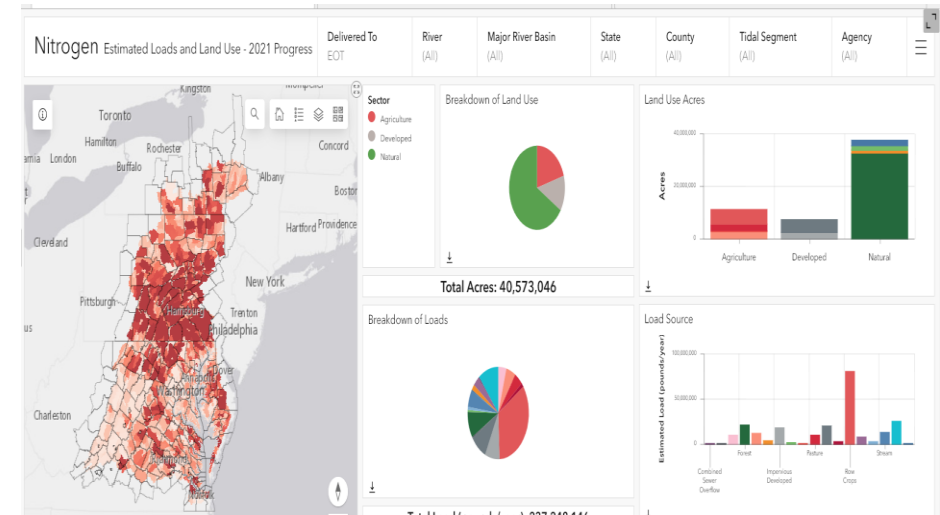 Nitrogen Estimated Loads and Land Use - 2021 Progress
Delivered To
EOT
River
(All)
Major River Basin
(All)
State
(All)
County
(All)
Tidal Segment
(All)
Agency
(All)
Kingston
Montpelier
Toronto
Hamilton
London
Rochester
Buffalo
Concord
Albany
Boston
Hartford Providence
Cleveland
New York
Pittsburgh
Harrisburg
Trenton
Philadelphia
us
Dover
Annapolis
Washington
Charleston
Norfolk
Sector
Agriculture
Developed
Natural
Breakdown of Land Use
Total Acres: 40,573,046
Land Use Acres
Acres
40,000,000
20,000,000
0
Agriculture
Developed
Natural
Breakdown of Loads
Load Source
Estimated Load (pounds/year)
100,000,000
50,000,000
0
Combined
Sewer
Overflow
Forest
Impervious
Developed
Pasture
Row
Crops
Stream